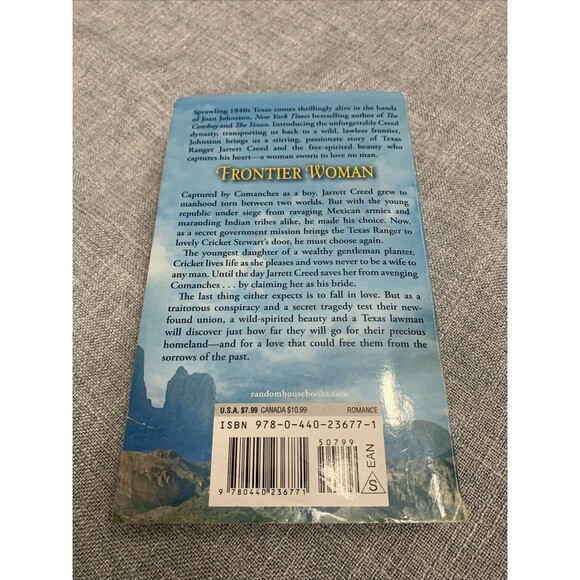 Sprawling 1840s Texas comes thrillingly alive in the hands
of Joan Johnston, New York Times bestselling author of The
Cowboy and The Texan. Introducing the unforgettable Creed
dynasty, transporting us back to a wild, lawless frontier,
Johnston brings us a stirring, passionate story of Texas
Ranger Jarrett Creed and the free-spirited beauty who
captures his heart—a woman sworn to love no man.
FRONTIER WOMAN
Captured by Comanches as a boy, Jarrett Creed grew to
manhood torn between two worlds. But with the young
republic under siege from ravaging Mexican armies and
marauding Indian tribes alike, he made his choice. Now,
as a secret government mission brings the Texas Ranger to
lovely Cricket Stewart's door, he must choose again.
The youngest daughter of a wealthy gentleman planter,
Cricket lives life as she pleases and vows never to be a wife to
any man. Until the day Jarrett Creed saves her from avenging
Comanches . . . by claiming her as his bride.
The last thing either expects is to fall in love. But as a
traitorous conspiracy and a secret tragedy test their new-
found union, a wild-spirited beauty and a Texas lawman
will discover just how far they will go for their precious
homeland—and for a love that could free them from the
sorrows of the past.
randomhousebooks.com
U.S.A. $7.99 CANADA $10.99 ROMANCE
ISBN 978-0-440-23677-1
50799
9 780440 236771
S EAN